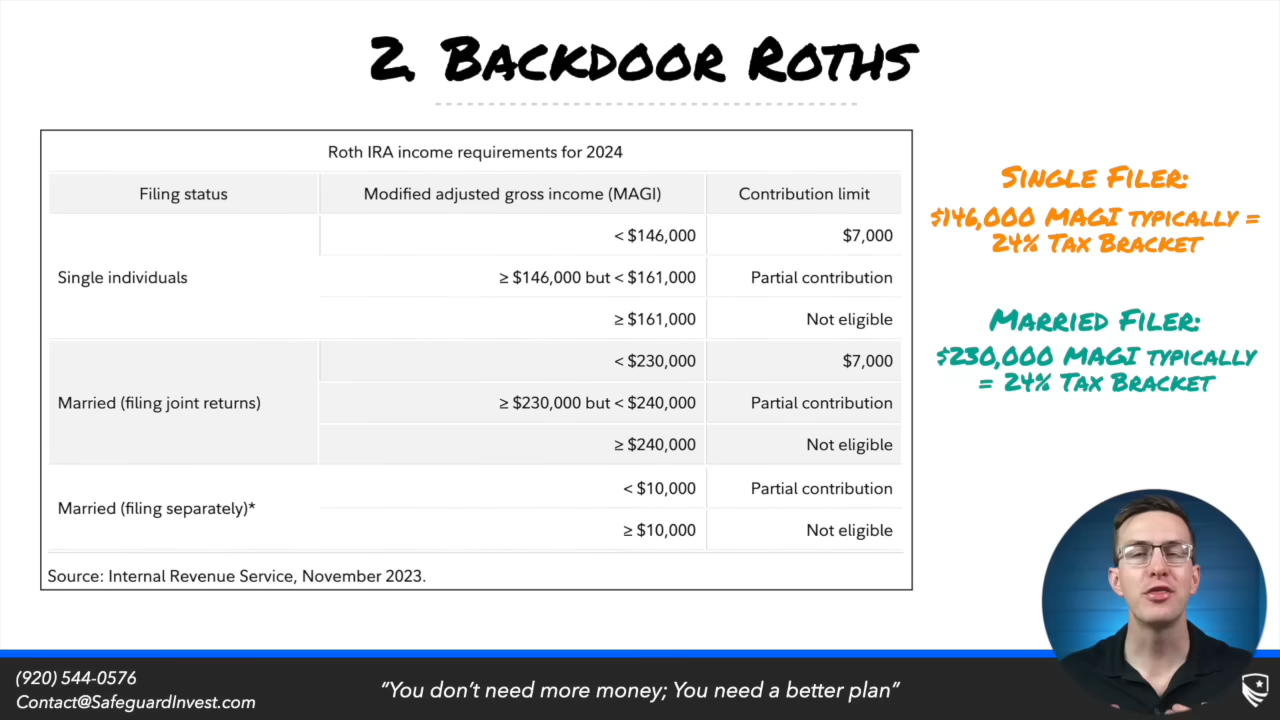 2. Backdoor Roths
Roth IRA income requirements for 2024
Filing status Modified adjusted gross income (MAGI) Contribution limit
< $146,000 $7,000
Single individuals ≥ $146,000 but < $161,000 Partial contribution
≥ $161,000 Not eligible
< $230,000 $7,000
Married (filing joint returns) ≥ $230,000 but < $240,000 Partial contribution
≥ $240,000 Not eligible
< $10,000 Partial contribution
Married (filing separately)*
≥ $10,000 Not eligible
Source: Internal Revenue Service, November 2023.
Single Filer:
$146,000 MAGI typically =
24% Tax Bracket
Married Filer:
$230,000 MAGI typically
= 24% Tax Bracket
(920) 544-0576
Contact@SafeguardInvest.com
"You don't need more money; You need a better plan"